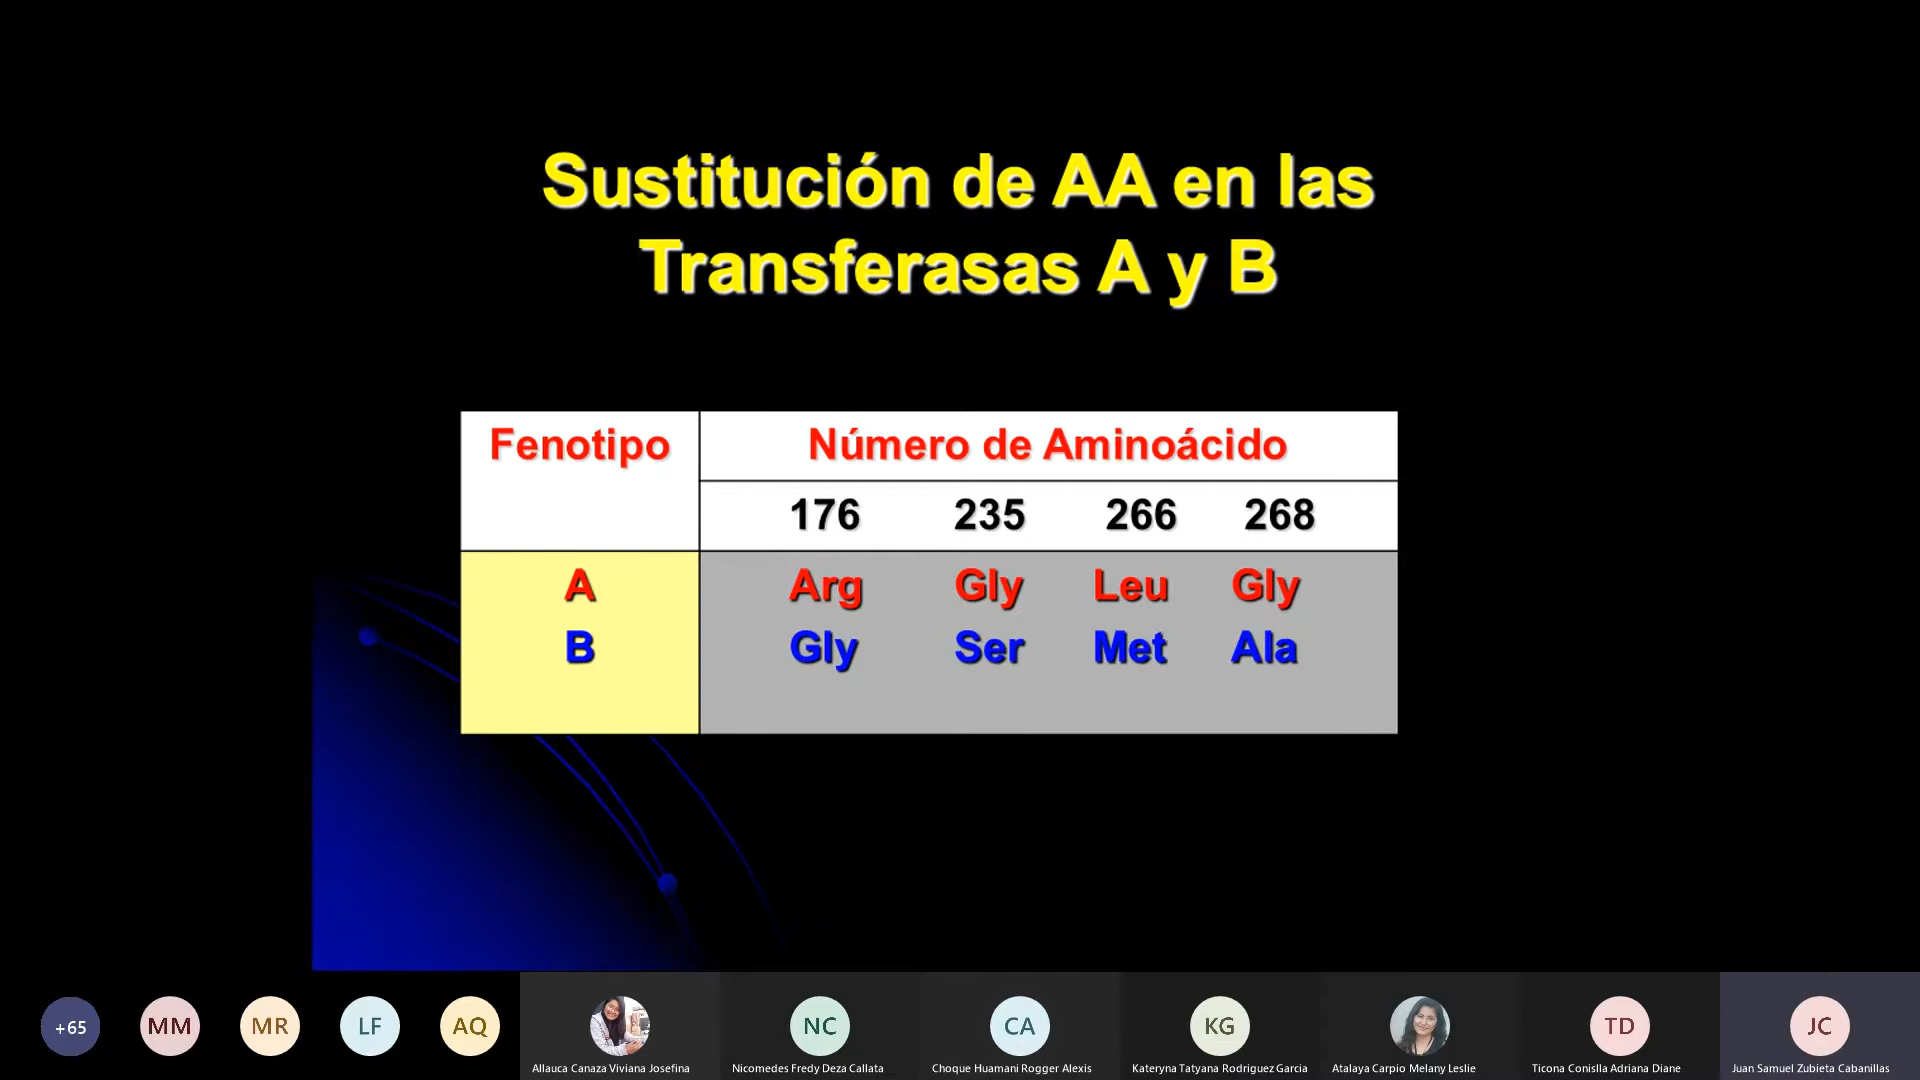 Sustitución de AA en las
Transferasas A y B
Fenotipo Número de Aminoácido
176 235 266 268
A Arg Gly Leu Gly
B Gly Ser Met Ala
+65 MM MR LF AQ NC CA KG TD JC
Allauca Canaza Viviana Josefina Nicomedes Fredy Deza Callata Choque Huamani Rogger Alexis Kateryna Tatyana Rodriguez Garcia Atalaya Carpio Melany Leslie Ticona Conislla Adriana Diane Juan Samuel Zubieta Cabanillas